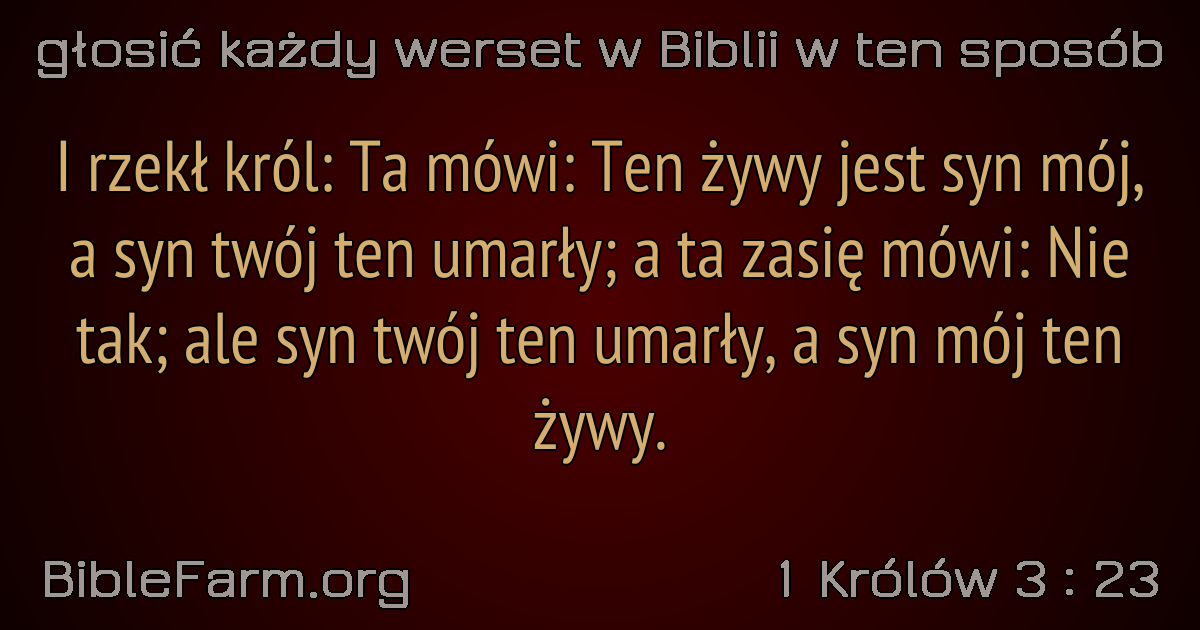 głosić każdy werset w Biblii w ten sposób
I rzekł król: Ta mówi: Ten żywy jest syn mój,
a syn twój ten umarły; a ta zasię mówi: Nie
tak; ale syn twój ten umarły, a syn mój ten
żywy.
BibleFarm.org
1 Królów 3 : 23